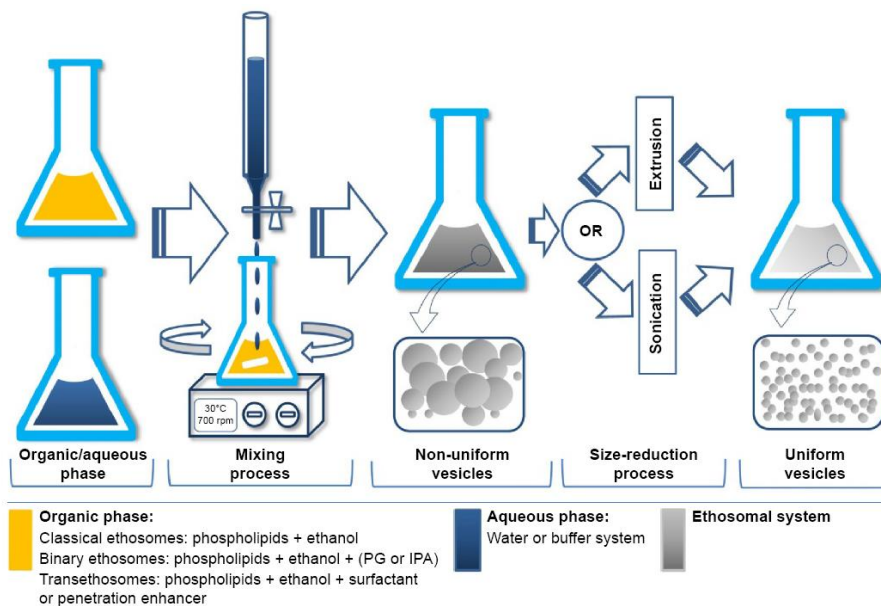 30°C
700 rpm
OR
Extrusion
Sonication
Organic/aqueous
phase
Mixing
process
Non-uniform
vesicles
Size-reduction
process
Uniform
vesicles
Organic phase:
Classical ethosomes: phospholipids + ethanol
Binary ethosomes: phospholipids + ethanol + (PG or IPA)
Transethosomes: phospholipids + ethanol + surfactant
or penetration enhancer
Aqueous phase:
Water or buffer system
Ethosomal system